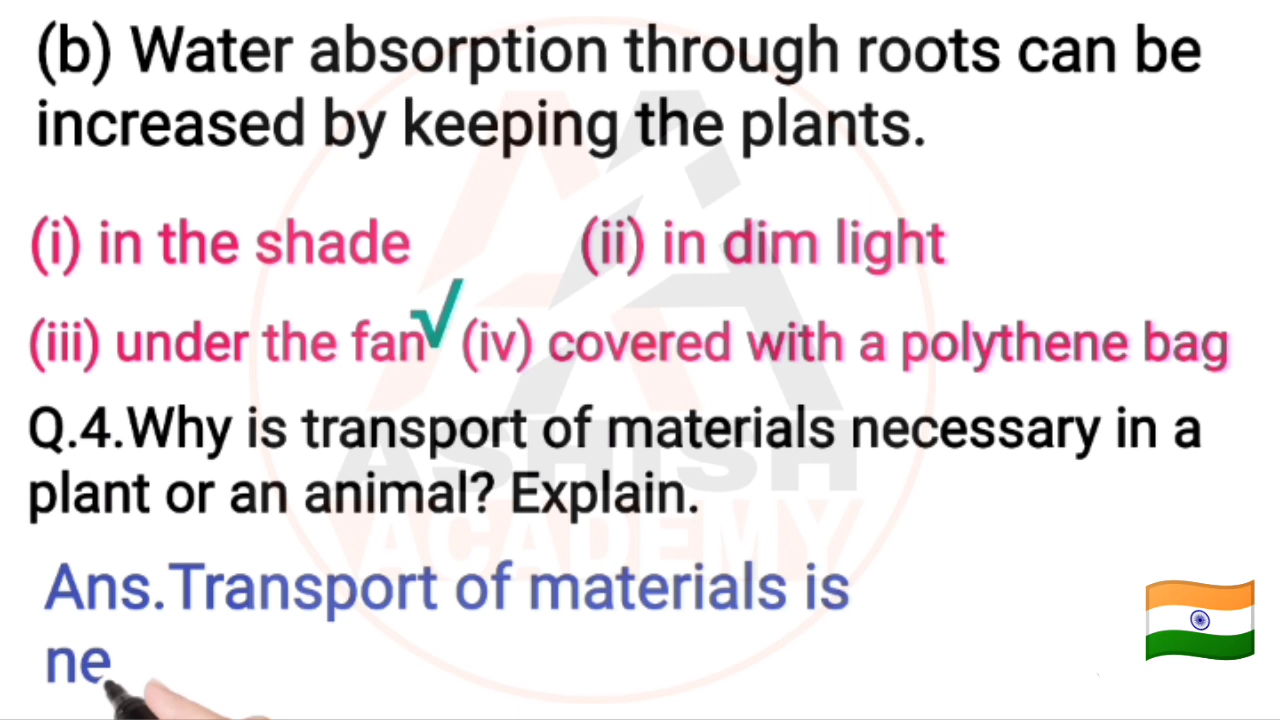 (b) Water absorption through roots can be
increased by keeping the plants.
(i) in the shade (ii) in dim light
(iii) under the fan√ (iv) covered with a polythene bag
Q.4.Why is transport of materials necessary in a
plant or an animal? Explain.
Ans.Transport of materials is
ne
ASHISH
ACADEMY